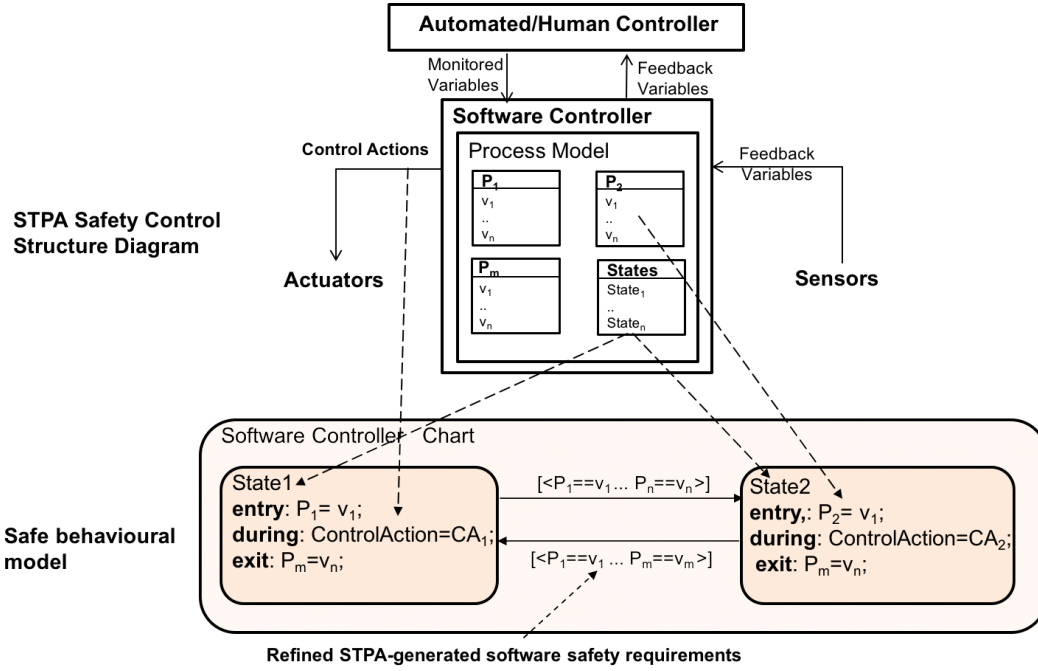 Automated/Human Controller
Monitored
Variables
Feedback
Variables
Software Controller
Control Actions
Process Model
Feedback
Variables
P₁
v₁
..
vₙ
P₂
v₁
..
vₙ
STPA Safety Control
Structure Diagram
Actuators
Pₘ
v₁
..
vₙ
States
State₁
..
Stateₙ
Sensors
Software Controller Chart
State1
entry: P₁= v₁;
during: ControlAction=CA₁;
exit: Pₘ=vₙ;
[<P₁==v₁... Pₙ==vₙ>]
[<P₁==v₁ ... Pₘ==vₘ>]
State2
entry,: P₂= v₁;
during: ControlAction=CA₂;
exit: Pₘ=vₙ;
Safe behavioural
model
Refined STPA-generated software safety requirements